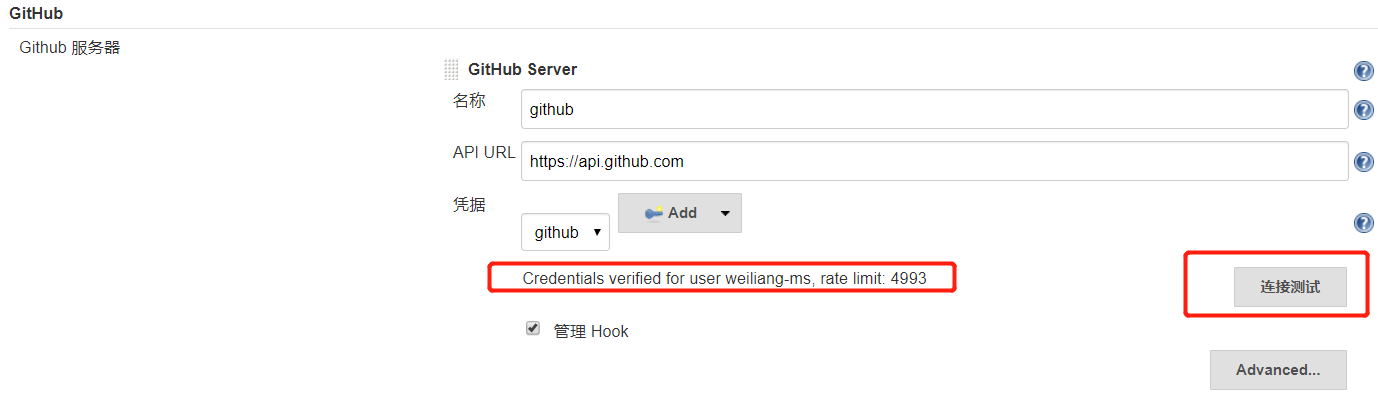 GitHub
Github 服务器
GitHub Server
名称
github
API URL
https://api.github.com
凭据
github
Add
Credentials verified for user weiliang-ms, rate limit: 4993
连接测试
管理 Hook
Advanced...